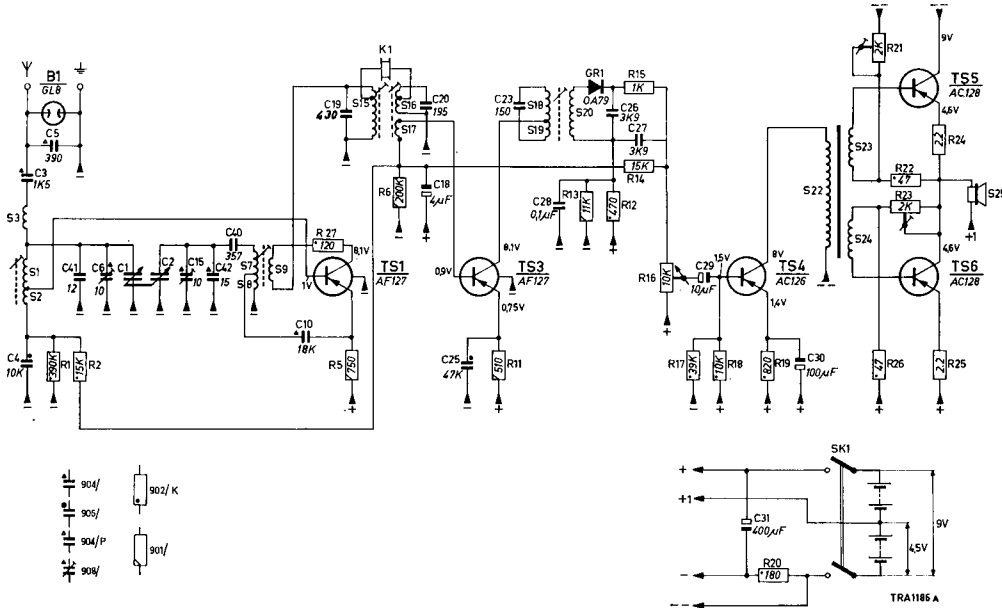 B1
GL8
C5
390
C3
1K5
S3
S1
S2
C41
12
C6
10
C1
C2
C15
10
C42
15
C40
357
S7
S8
S9
R27
120
8,1V
1V
TS1
AF127
C10
18K
R5
750
C4
10K
R1
390K
R2
15K
K1
C19
430
S15
S16
S17
C20
195
R6
200K
C18
4µF
0,9V
8,1V
TS3
AF127
0,75V
C25
47K
R11
510
C23
150
S18
S19
S20
GR1
OA79
R15
1K
C26
3K9
C27
3K9
15K
R14
C28
0,1µF
R13
11K
R12
470
R16
10K
C29
10µF
1,5V
8V
TS4
AC126
1,4V
R17
39K
R18
10K
R19
820
C30
100µF
S22
S23
S24
R21
2K
9V
TS5
AC128
4,6V
R24
2,2
R22
47
R23
2K
S25
+1
4,6V
TS6
AC128
R26
47
R25
2,2
904/
905/
904/P
908/
902/K
901/
SK1
+
+1
C31
400µF
9V
4,5V
-
R20
180
--
TRA1186 A